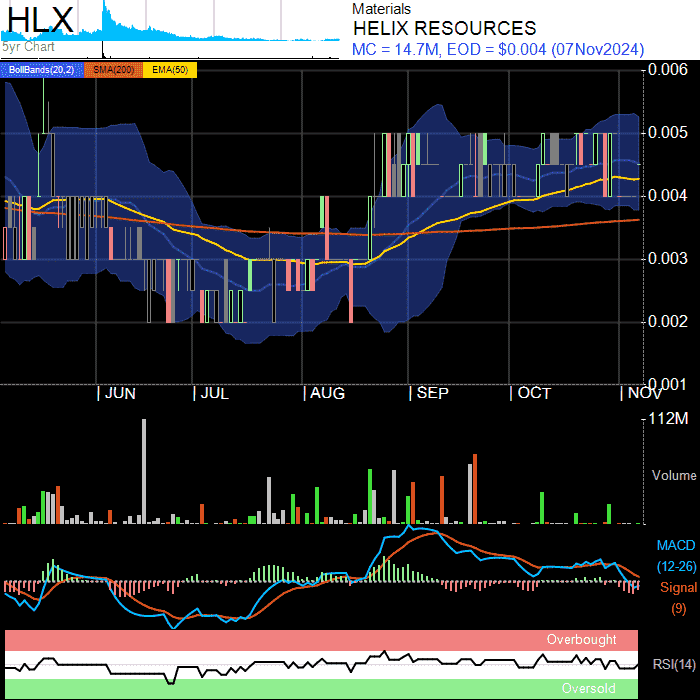 HLX
5yr Chart
Materials
HELIX RESOURCES
MC = 14.7M, EOD = $0.004 (07Nov2024)
BollBands(20,2) SMA(200) EMA(50)
0.006
0.005
0.004
0.003
0.002
0.001
JUN JUL AUG SEP OCT NOV
112M
Volume
MACD
(12-26)
Signal
(9)
Overbought
RSI(14)
Oversold